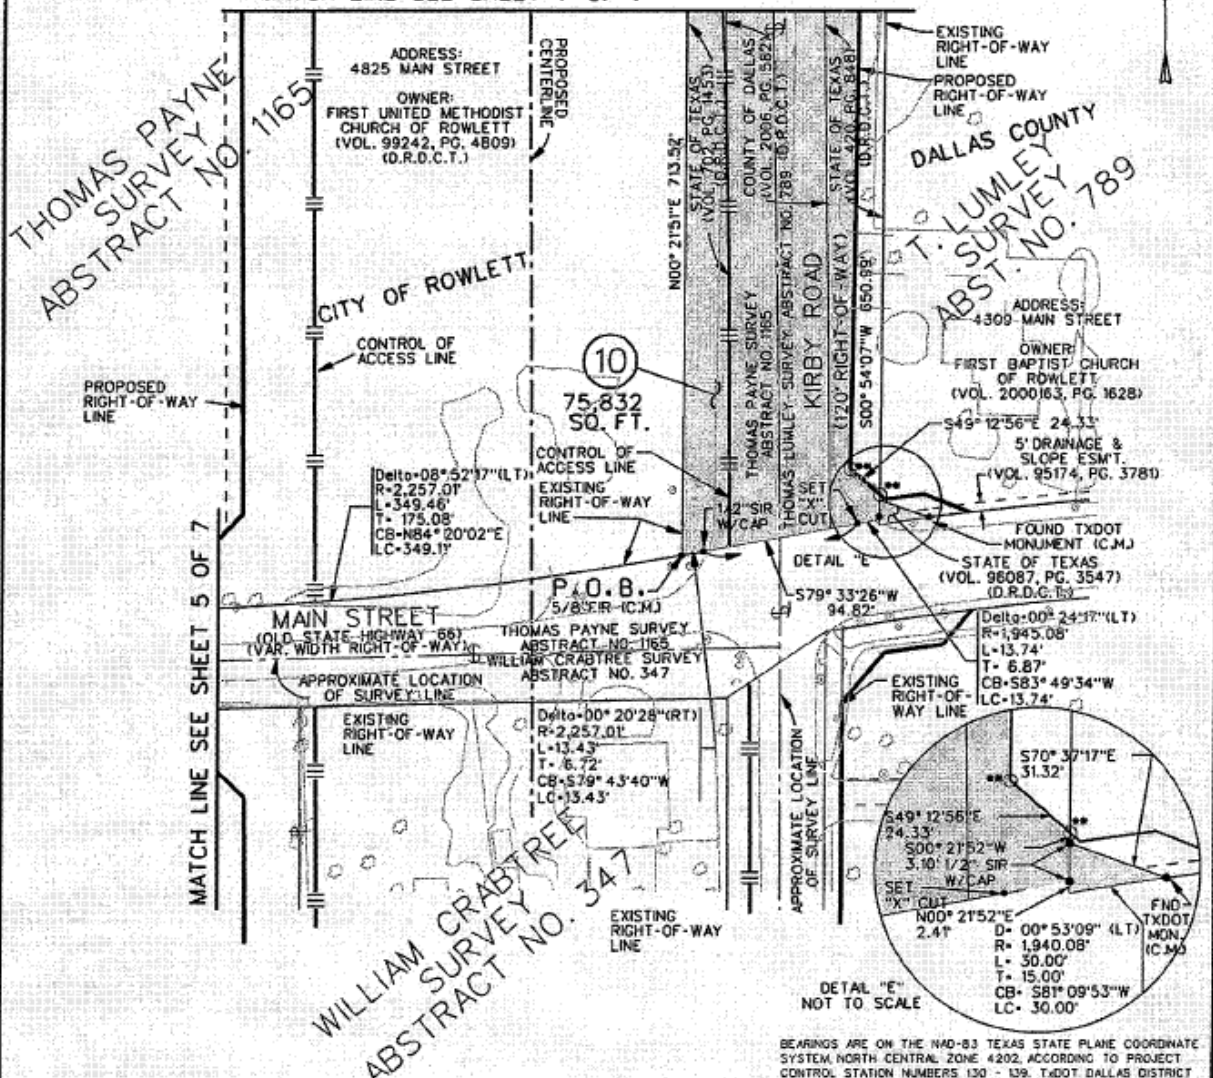 EXISTING
RIGHT-OF-WAY
LINE
PROPOSED
RIGHT-OF-WAY
LINE
DALLAS COUNTY
T. LUMLEY
SURVEY
ABST. NO. 789
ADDRESS:
4825 MAIN STREET
OWNER:
FIRST UNITED METHODIST
CHURCH OF ROWLETT
(VOL. 99242, PG. 4809)
(D.R.D.C.T.)
PROPOSED
CENTERLINE
THOMAS PAYNE
SURVEY
ABSTRACT NO. 1165
CITY OF ROWLETT
CONTROL OF
ACCESS LINE
PROPOSED
RIGHT-OF-WAY
LINE
N00° 21'51"E 713.52'
STATE OF TEXAS
(VOL. 702, PG. 1453)
(D.R.D.C.T.)
COUNTY OF DALLAS
(VOL. 2006, PG. 582)
(D.R.D.C.T.)
STATE OF TEXAS
(VOL. 420, PG. 848)
(D.R.D.C.T.)
THOMAS PAYNE SURVEY
ABSTRACT NO. 1165
THOMAS LUMLEY SURVEY, ABSTRACT NO. 789
KIRBY ROAD
(120' RIGHT-OF-WAY)
S00° 54'07"W 650.99'
10
75,832
SQ. FT.
CONTROL OF
ACCESS LINE
EXISTING
RIGHT-OF-WAY
LINE
1/2" SIR
W/CAP
SET
"X"
CUT
ADDRESS:
4309 MAIN STREET
OWNER:
FIRST BAPTIST CHURCH
OF ROWLETT
(VOL. 2000163, PG. 1628)
S49° 12'56"E 24.33'
5' DRAINAGE &
SLOPE ESM'T.
(VOL. 95174, PG. 3781)
FOUND TXDOT
MONUMENT (C.M.)
STATE OF TEXAS
(VOL. 96087, PG. 3547)
(D.R.D.C.T.)
DETAIL "E"
S79° 33'26"W
94.82'
Delta=08° 52'17"(LT)
R=2,257.01'
L=349.46'
T= 175.08'
CB=N84° 20'02"E
LC=349.11'
P.O.B.
5/8"FIR (C.M.)
MAIN STREET
(OLD STATE HIGHWAY 66)
(VAR. WIDTH RIGHT-OF-WAY)
THOMAS PAYNE SURVEY
ABSTRACT NO. 1165
WILLIAM CRABTREE SURVEY
ABSTRACT NO. 347
APPROXIMATE LOCATION
OF SURVEY LINE
EXISTING
RIGHT-OF-WAY
LINE
Delta=00° 20'28"(RT)
R=2,257.01'
L=13.43'
T= 6.72'
CB=S79° 43'40"W
LC=13.43'
Delta=00° 24'17"(LT)
R=1,945.08'
L=13.74'
T= 6.87'
CB=S83° 49'34"W
LC=13.74'
EXISTING
RIGHT-OF-
WAY LINE
MATCH LINE SEE SHEET 5 OF 7
APPROXIMATE LOCATION
OF SURVEY LINE
EXISTING
RIGHT-OF-WAY
LINE
WILLIAM CRABTREE
SURVEY
ABSTRACT NO. 347
S70° 37'17"E
31.32'
S49° 12'56"E
24.33'
S00° 21'52"W
3.10' 1/2" SIR
W/CAP
SET
"X" CUT
N00° 21'52"E
2.41'
D= 00° 53'09" (LT)
R= 1,940.08'
L= 30.00'
T= 15.00'
CB= S81° 09'53"W
LC= 30.00'
FND
TXDOT
MON.
(C.M.)
DETAIL "E"
NOT TO SCALE
BEARINGS ARE ON THE NAD-83 TEXAS STATE PLANE COORDINATE
SYSTEM, NORTH CENTRAL ZONE 4202, ACCORDING TO PROJECT
CONTROL STATION NUMBERS 130 - 139, TxDOT DALLAS DISTRICT